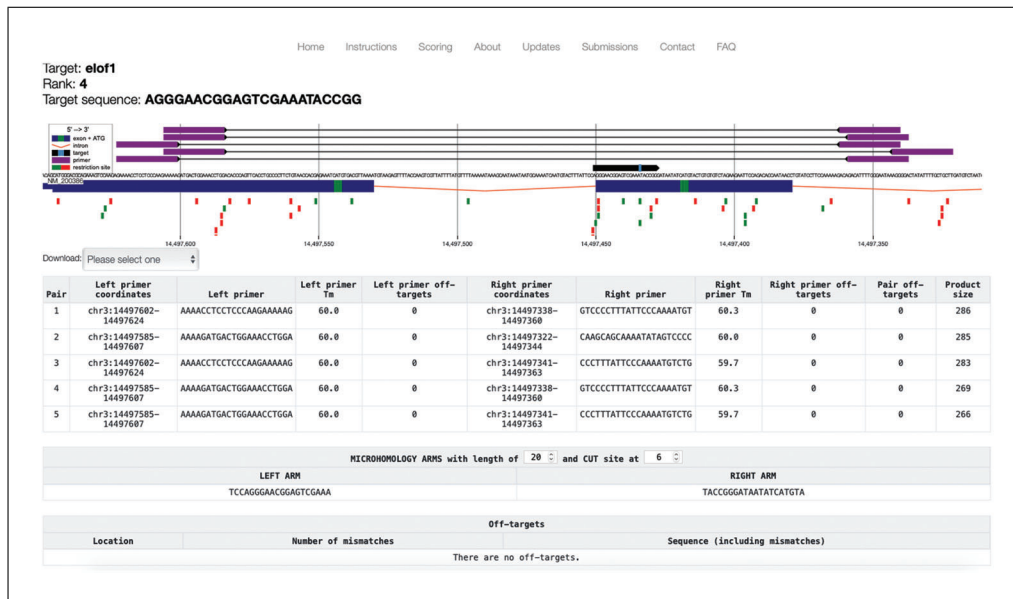 Home Instructions Scoring About Updates Submissions Contact FAQ
Target: elof1
Rank: 4
Target sequence: AGGGAACGGAGTCGAAATACCGG
5' –> 3'
exon + ATG
intron
target
primer
restriction site
NM_200386
14,497,600 14,497,550 14,497,500 14,497,450 14,497,400 14,497,350
Download: Please select one
Pair Left primer coordinates Left primer Left primer Tm Left primer off-targets Right primer coordinates Right primer Right primer Tm Right primer off-targets Pair off-targets Product size
1 chr3:14497602-14497624 AAAACCTCCTCCCAAGAAAAAG 60.0 0 chr3:14497338-14497360 GTCCCCTTTATTCCCAAAATGT 60.3 0 0 286
2 chr3:14497585-14497607 AAAAGATGACTGGAAACCTGGA 60.0 0 chr3:14497322-14497344 CAAGCAGCAAAATATAGTCCCC 60.0 0 0 285
3 chr3:14497602-14497624 AAAACCTCCTCCCAAGAAAAAG 60.0 0 chr3:14497341-14497363 CCCTTTATTCCCAAAATGTCTG 59.7 0 0 283
4 chr3:14497585-14497607 AAAAGATGACTGGAAACCTGGA 60.0 0 chr3:14497338-14497360 GTCCCCTTTATTCCCAAAATGT 60.3 0 0 269
5 chr3:14497585-14497607 AAAAGATGACTGGAAACCTGGA 60.0 0 chr3:14497341-14497363 CCCTTTATTCCCAAAATGTCTG 59.7 0 0 266
MICROHOMOLOGY ARMS with length of 20 and CUT site at 6
LEFT ARM RIGHT ARM
TCCAGGGAACGGAGTCGAAA TACCGGGATAATATCATGTA
Off-targets
Location Number of mismatches Sequence (including mismatches)
There are no off-targets.